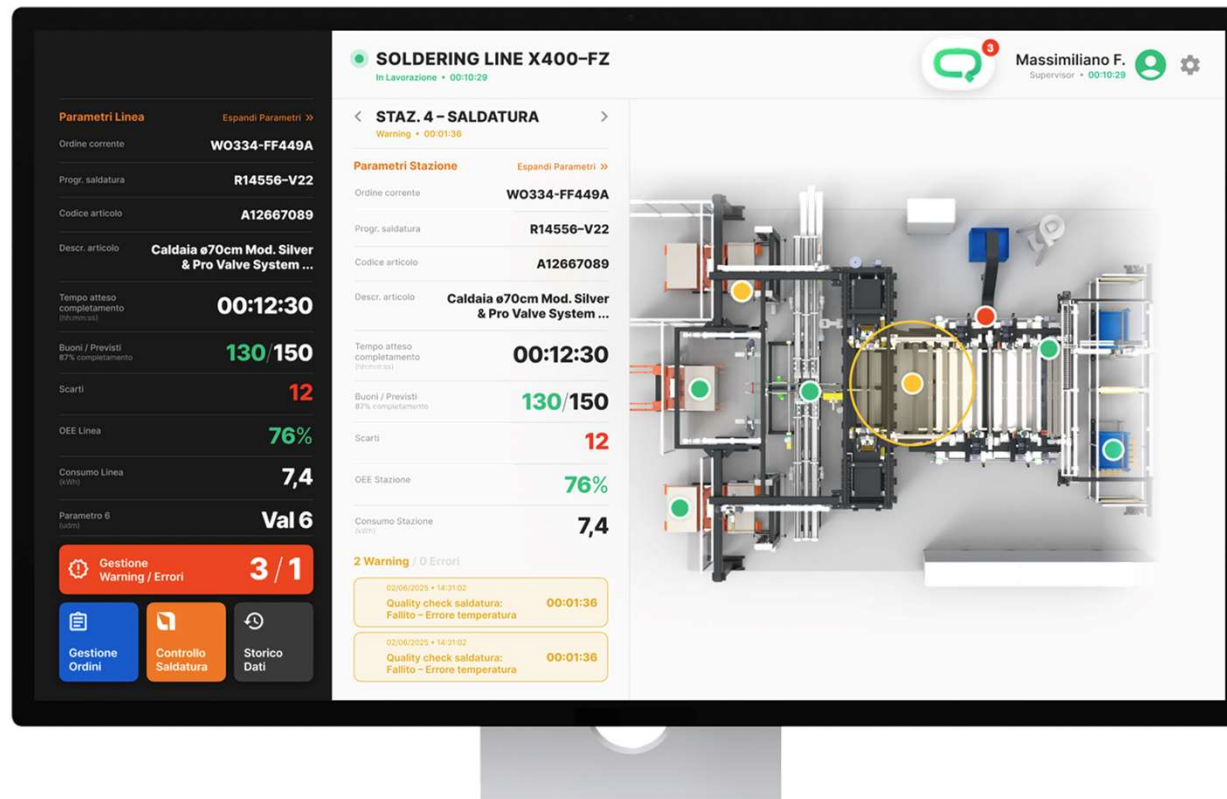 SOLDERING LINE X400–FZ
In Lavorazione • 00:10:29
3
Massimiliano F.
Supervisor • 00:10:29
Parametri Linea
Espandi Parametri »
Ordine corrente
WO334-FF449A
Progr. saldatura
R14556–V22
Codice articolo
A12667089
Descr. articolo
Caldaia ø70cm Mod. Silver
& Pro Valve System ...
Tempo atteso
completamento
(hh:mm:ss)
00:12:30
Buoni / Previsti
87% completamento
130/150
Scarti
12
OEE Linea
76%
Consumo Linea
(kWh)
7,4
Parametro 6
(udm)
Val 6
Gestione
Warning / Errori
3/1
Gestione
Ordini
Controllo
Saldatura
Storico
Dati
STAZ. 4 – SALDATURA
Warning • 00:01:36
Parametri Stazione
Espandi Parametri »
Ordine corrente
WO334-FF449A
Progr. saldatura
R14556–V22
Codice articolo
A12667089
Descr. articolo
Caldaia ø70cm Mod. Silver
& Pro Valve System ...
Tempo atteso
completamento
(hh:mm:ss)
00:12:30
Buoni / Previsti
87% completamento
130/150
Scarti
12
OEE Stazione
76%
Consumo Stazione
(kWh)
7,4
2 Warning / 0 Errori
02/06/2025 • 14:31:02
Quality check saldatura:
Fallito – Errore temperatura
00:01:36
02/06/2025 • 14:31:02
Quality check saldatura:
Fallito – Errore temperatura
00:01:36